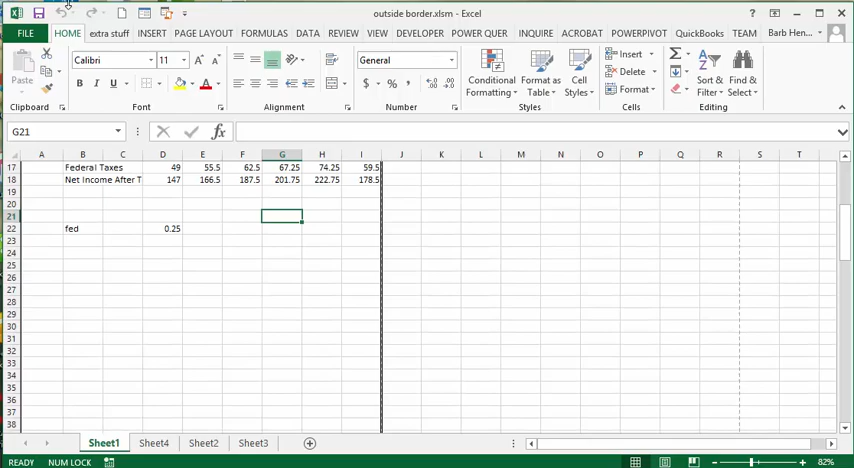 outside border.xlsm - Excel
?
FILE HOME extra stuff INSERT PAGE LAYOUT FORMULAS DATA REVIEW VIEW DEVELOPER POWER QUER INQUIRE ACROBAT POWERPIVOT QuickBooks TEAM Barb Hen...
Calibri 11 General Insert
Paste B I U A $ % Conditional Formatting Format as Table Cell Styles Delete Format Sort & Filter Find & Select
Clipboard Font Alignment Number Styles Cells Editing
G21 fx
A B C D E F G H I J K L M N O P Q R S T
17 Federal Taxes 49 55.5 62.5 67.25 74.25 59.5
18 Net Income After T 147 166.5 187.5 201.75 222.75 178.5
19
20
21
22 fed 0.25
23
24
25
26
27
28
29
30
31
32
33
34
35
36
37
38
Sheet1 Sheet4 Sheet2 Sheet3
READY NUM LOCK 82%